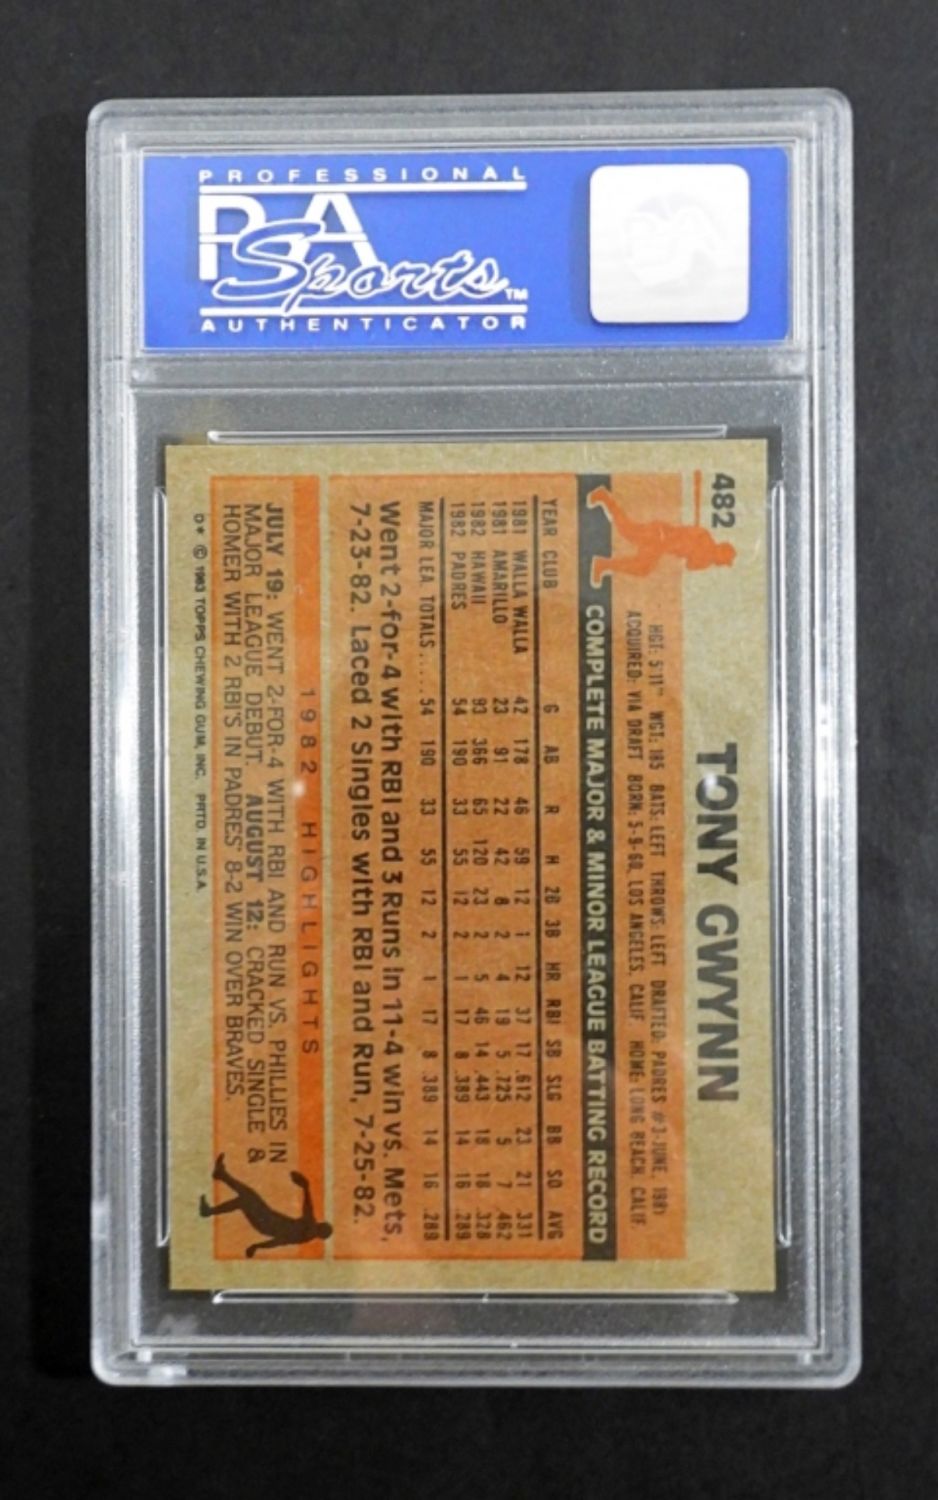 PROFESSIONAL
PSA
Sports™
AUTHENTICATOR
482
TONY GWYNN
HGT: 5'11" WGT: 185 BATS: LEFT THROWS: LEFT DRAFTED: PADRES #3-JUNE, 1981
ACQUIRED: VIA DRAFT BORN: 5-9-60, LOS ANGELES, CALIF HOME: LONG BEACH, CALIF.
COMPLETE MAJOR & MINOR LEAGUE BATTING RECORD
YEAR CLUB G AB R H 2B 3B HR RBI SB SLG BB SO AVG
1981 WALLA WALLA 42 178 46 59 12 1 12 37 17 .612 23 21 .331
1981 AMARILLO 23 91 22 42 8 2 4 19 5 .725 5 7 .462
1982 HAWAII 93 366 65 120 23 2 5 46 14 .443 18 18 .328
1982 PADRES 54 190 33 55 12 2 1 17 8 .389 14 16 .289
MAJOR LEA. TOTALS.....54 190 33 55 12 2 1 17 8 .389 14 16 .289
Went 2-for-4 with RBI and 3 Runs in 11-4 win vs. Mets,
7-23-82. Laced 2 Singles with RBI and Run, 7-25-82.
1982 HIGHLIGHTS
JULY 19: WENT 2-FOR-4 WITH RBI AND RUN VS. PHILLIES IN
MAJOR LEAGUE DEBUT. AUGUST 12: CRACKED SINGLE &
HOMER WITH 2 RBI'S IN PADRES' 8-2 WIN OVER BRAVES.
D* © 1983 TOPPS CHEWING GUM, INC. PRTD. IN U.S.A.